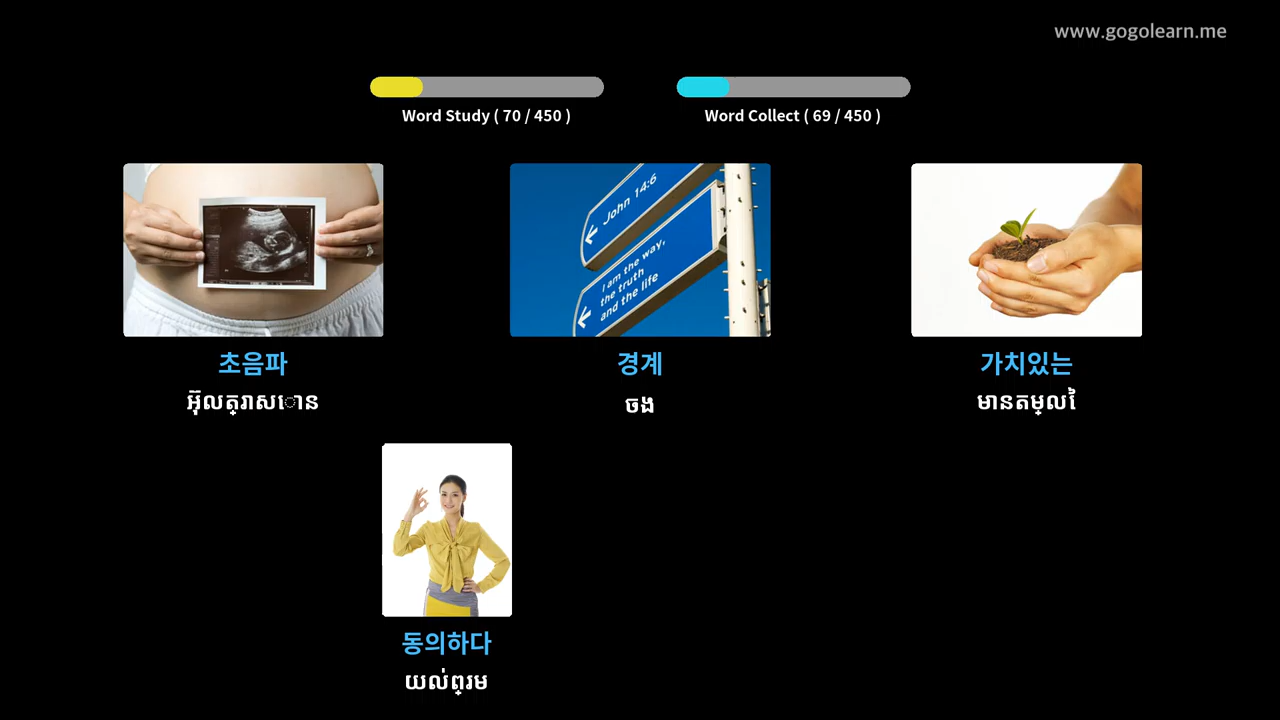 www.gogolearn.me
Word Study ( 70 / 450 )
Word Collect ( 69 / 450 )
John 14:6
I am the way,
the truth
and the life
초음파
경계
가치있는
អ៊ុលត្រាសោន
ចង
មានតម្លៃ
동의하다
យល់ព្រម